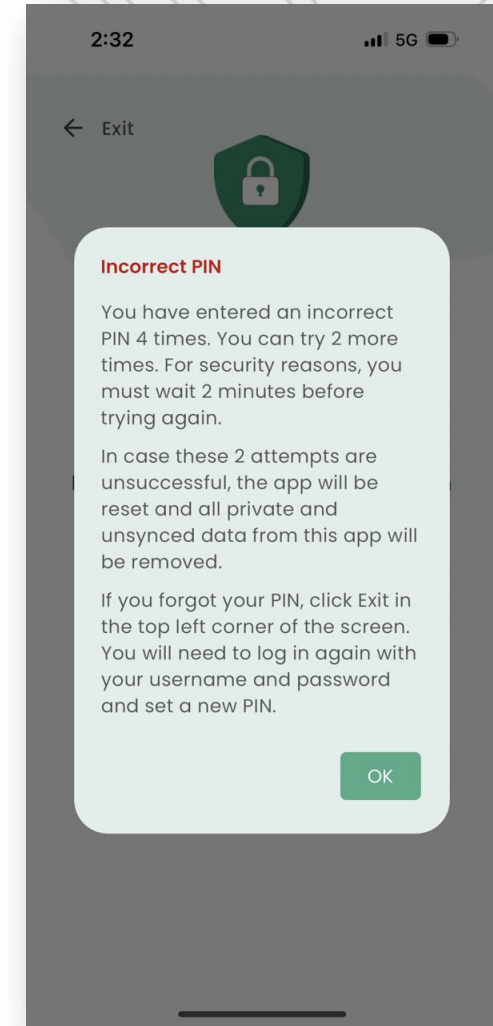 2:32 5G
Exit
Incorrect PIN
You have entered an incorrect
PIN 4 times. You can try 2 more
times. For security reasons, you
must wait 2 minutes before
trying again.
In case these 2 attempts are
unsuccessful, the app will be
reset and all private and
unsynced data from this app will
be removed.
If you forgot your PIN, click Exit in
the top left corner of the screen.
You will need to log in again with
your username and password
and set a new PIN.
OK